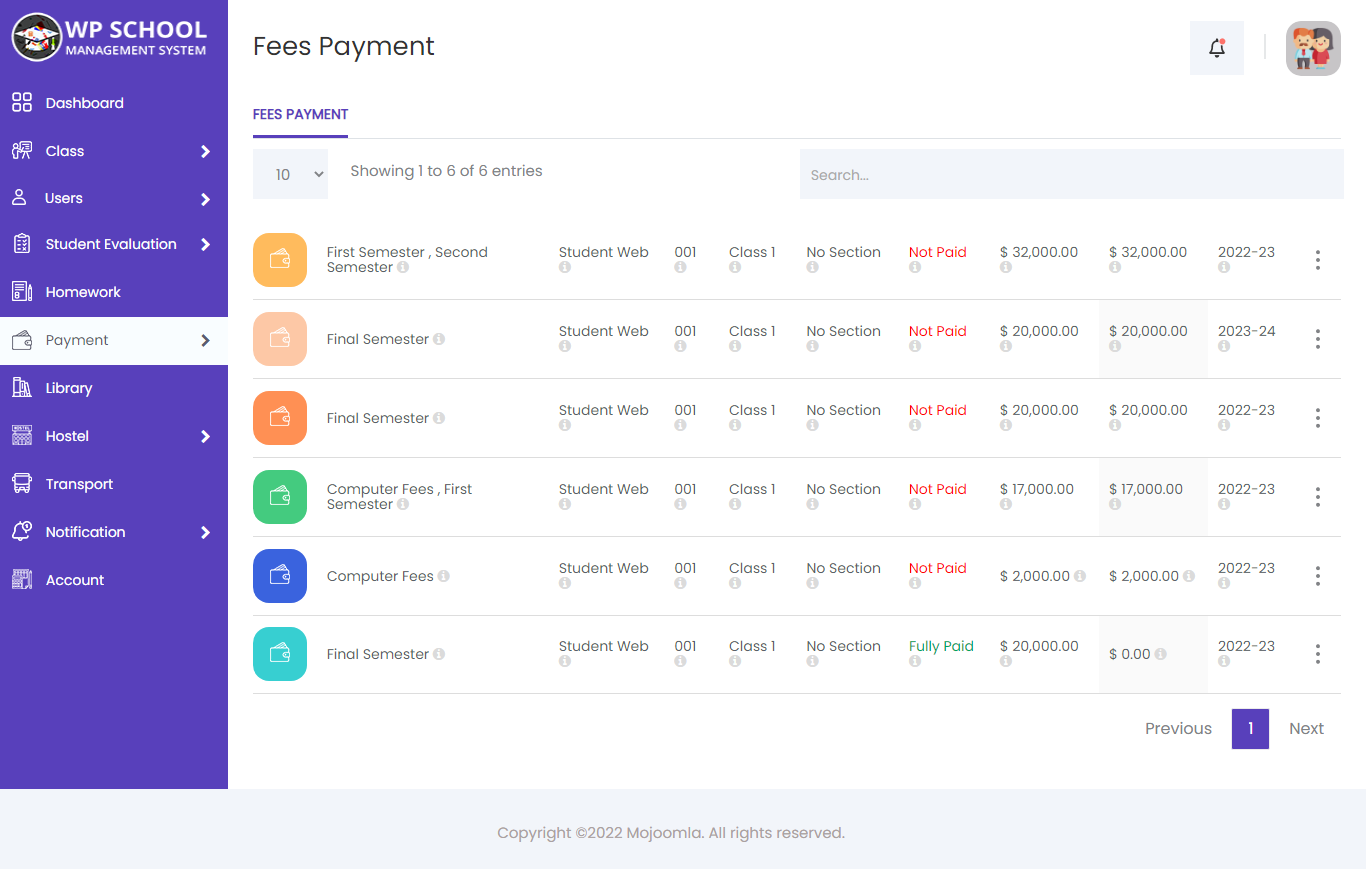 WP SCHOOL
MANAGEMENT SYSTEM
Dashboard
Class
Users
Student Evaluation
Homework
Payment
Library
Hostel
Transport
Notification
Account
Fees Payment
FEES PAYMENT
10
Showing 1 to 6 of 6 entries
Search...
First Semester , Second Semester Student Web 001 Class 1 No Section Not Paid $ 32,000.00 $ 32,000.00 2022-23
Final Semester Student Web 001 Class 1 No Section Not Paid $ 20,000.00 $ 20,000.00 2023-24
Final Semester Student Web 001 Class 1 No Section Not Paid $ 20,000.00 $ 20,000.00 2022-23
Computer Fees , First Semester Student Web 001 Class 1 No Section Not Paid $ 17,000.00 $ 17,000.00 2022-23
Computer Fees Student Web 001 Class 1 No Section Not Paid $ 2,000.00 $ 2,000.00 2022-23
Final Semester Student Web 001 Class 1 No Section Fully Paid $ 20,000.00 $ 0.00 2022-23
Previous 1 Next
Copyright ©2022 Mojoomla. All rights reserved.